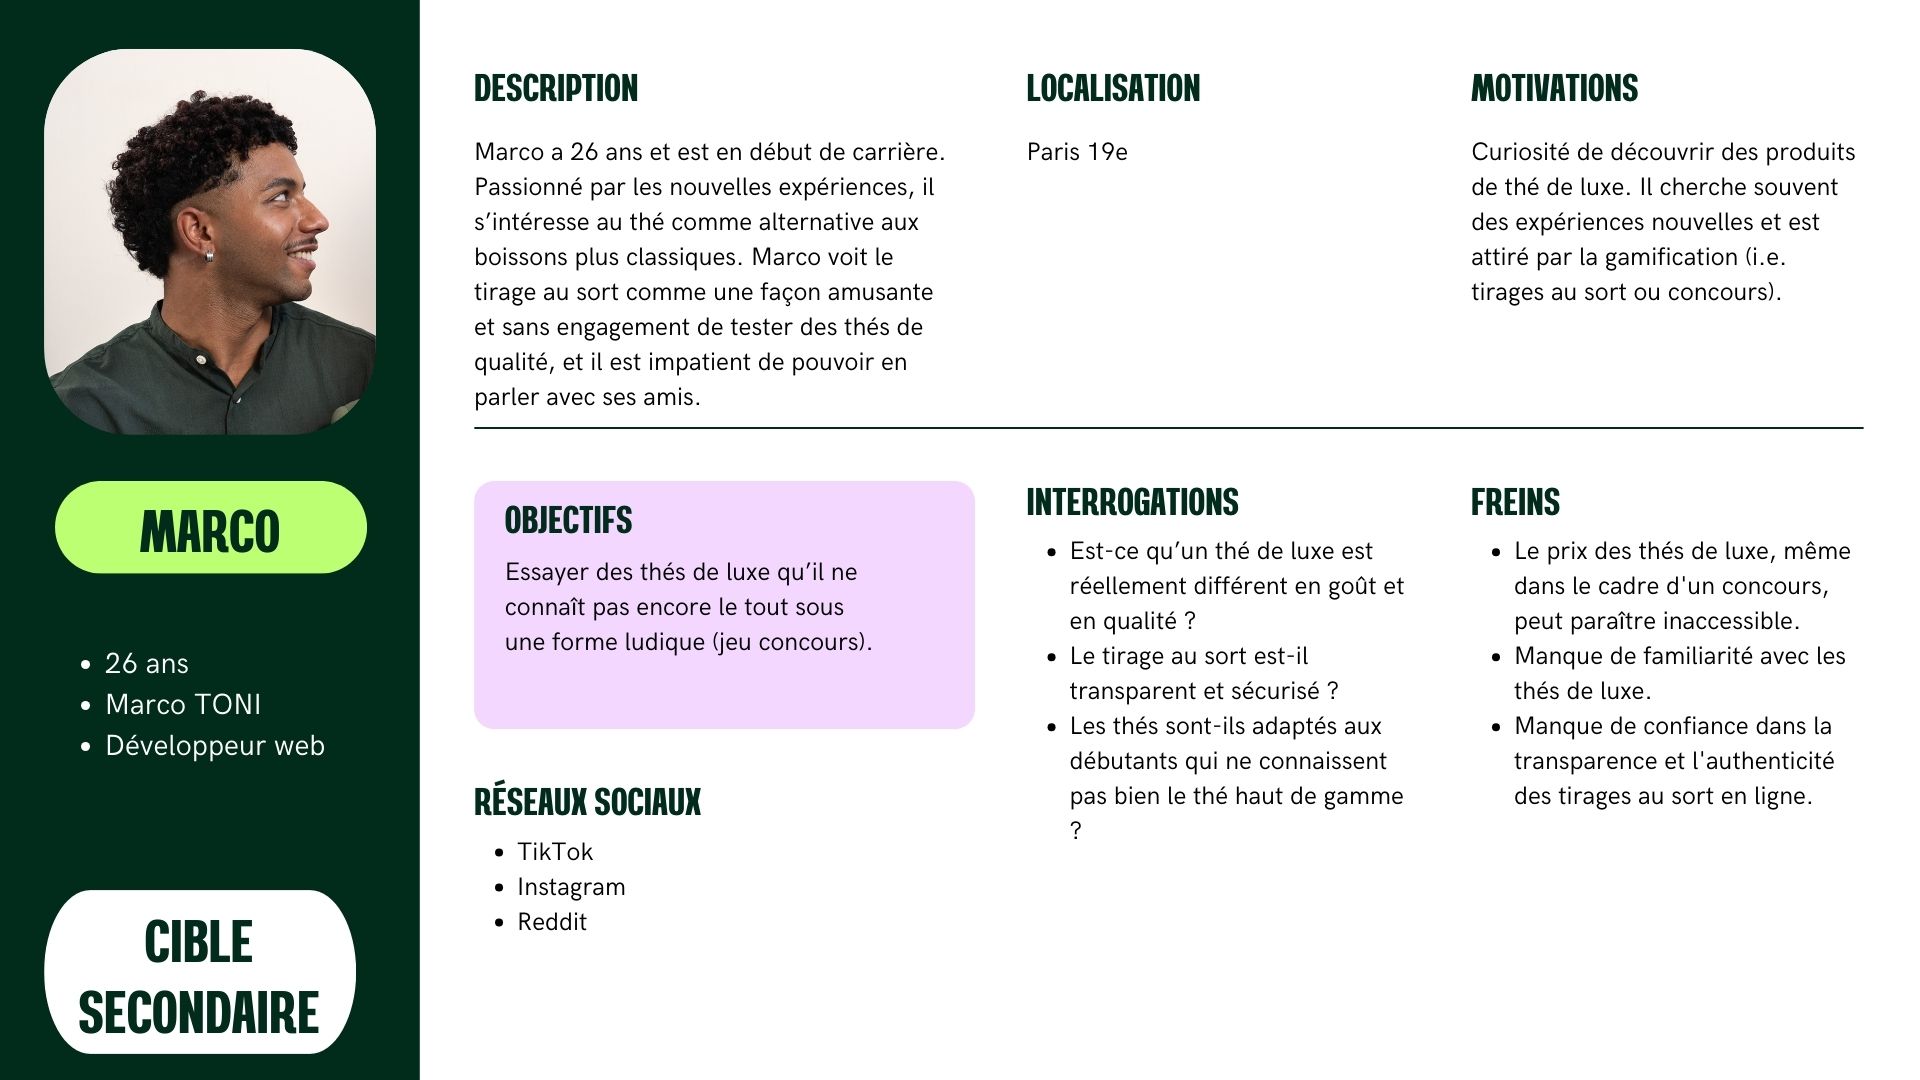 MARCO
26 ans
Marco TONI
Développeur web
CIBLE
SECONDAIRE
DESCRIPTION
Marco a 26 ans et est en début de carrière.
Passionné par les nouvelles expériences, il
s’intéresse au thé comme alternative aux
boissons plus classiques. Marco voit le
tirage au sort comme une façon amusante
et sans engagement de tester des thés de
qualité, et il est impatient de pouvoir en
parler avec ses amis.
LOCALISATION
Paris 19e
MOTIVATIONS
Curiosité de découvrir des produits
de thé de luxe. Il cherche souvent
des expériences nouvelles et est
attiré par la gamification (i.e.
tirages au sort ou concours).
OBJECTIFS
Essayer des thés de luxe qu’il ne
connaît pas encore le tout sous
une forme ludique (jeu concours).
RÉSEAUX SOCIAUX
TikTok
Instagram
Reddit
INTERROGATIONS
Est-ce qu’un thé de luxe est
réellement différent en goût et
en qualité ?
Le tirage au sort est-il
transparent et sécurisé ?
Les thés sont-ils adaptés aux
débutants qui ne connaissent
pas bien le thé haut de gamme
?
FREINS
Le prix des thés de luxe, même
dans le cadre d'un concours,
peut paraître inaccessible.
Manque de familiarité avec les
thés de luxe.
Manque de confiance dans la
transparence et l'authenticité
des tirages au sort en ligne.